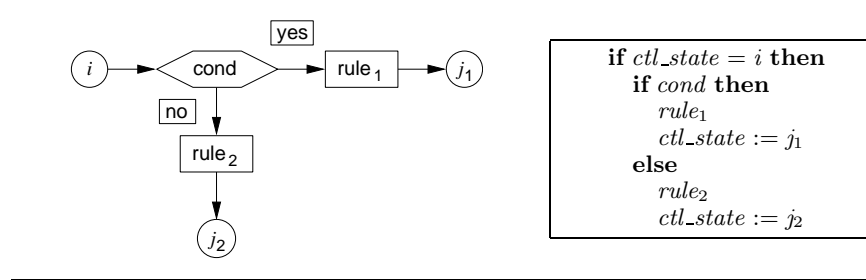 yes
i
cond
rule₁
j₁
no
rule₂
j₂
if ctl_state = i then
if cond then
rule₁
ctl_state := j₁
else
rule₂
ctl_state := j₂